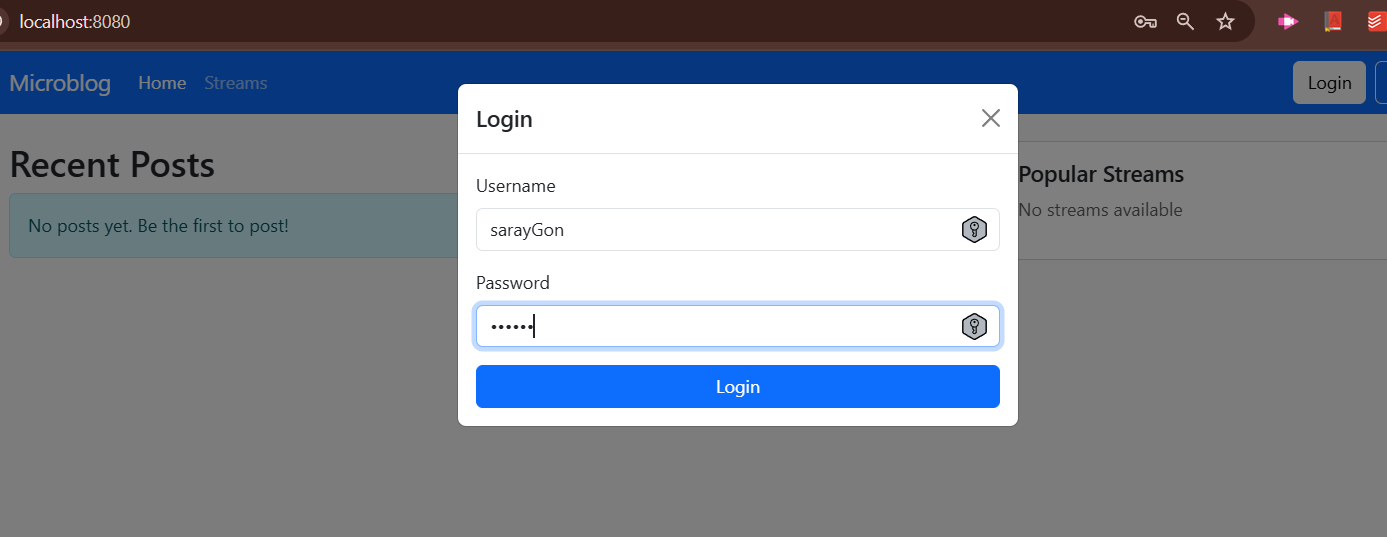 localhost:8080
Microblog Home Streams Login
Login
Username
sarayGon
Password
••••••
Login
Recent Posts
No posts yet. Be the first to post!
Popular Streams
No streams available